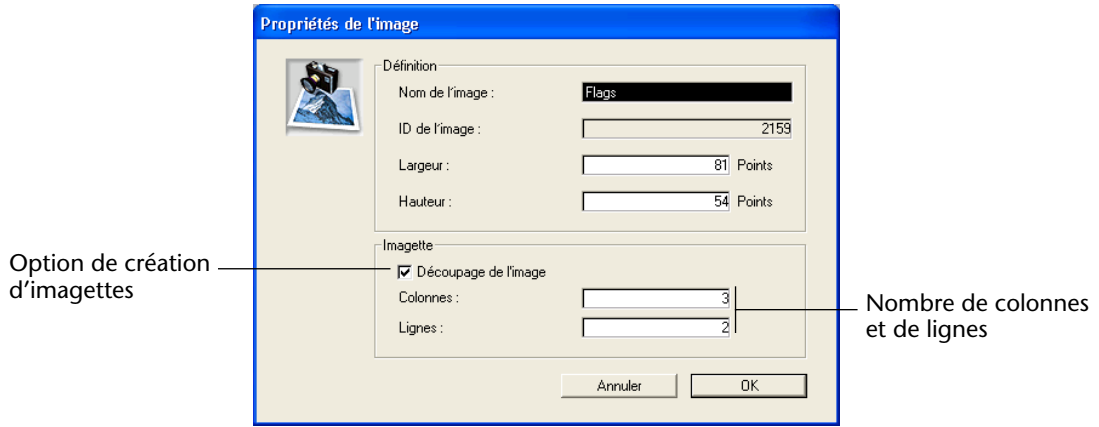 Propriétés de l'image
Définition
Nom de l'image : Flags
ID de l'image : 2159
Largeur : 81 Points
Hauteur : 54 Points
Imagette
Option de création
d'imagettes
Découpage de l'image
Colonnes : 3
Lignes : 2
Nombre de colonnes
et de lignes
Annuler OK